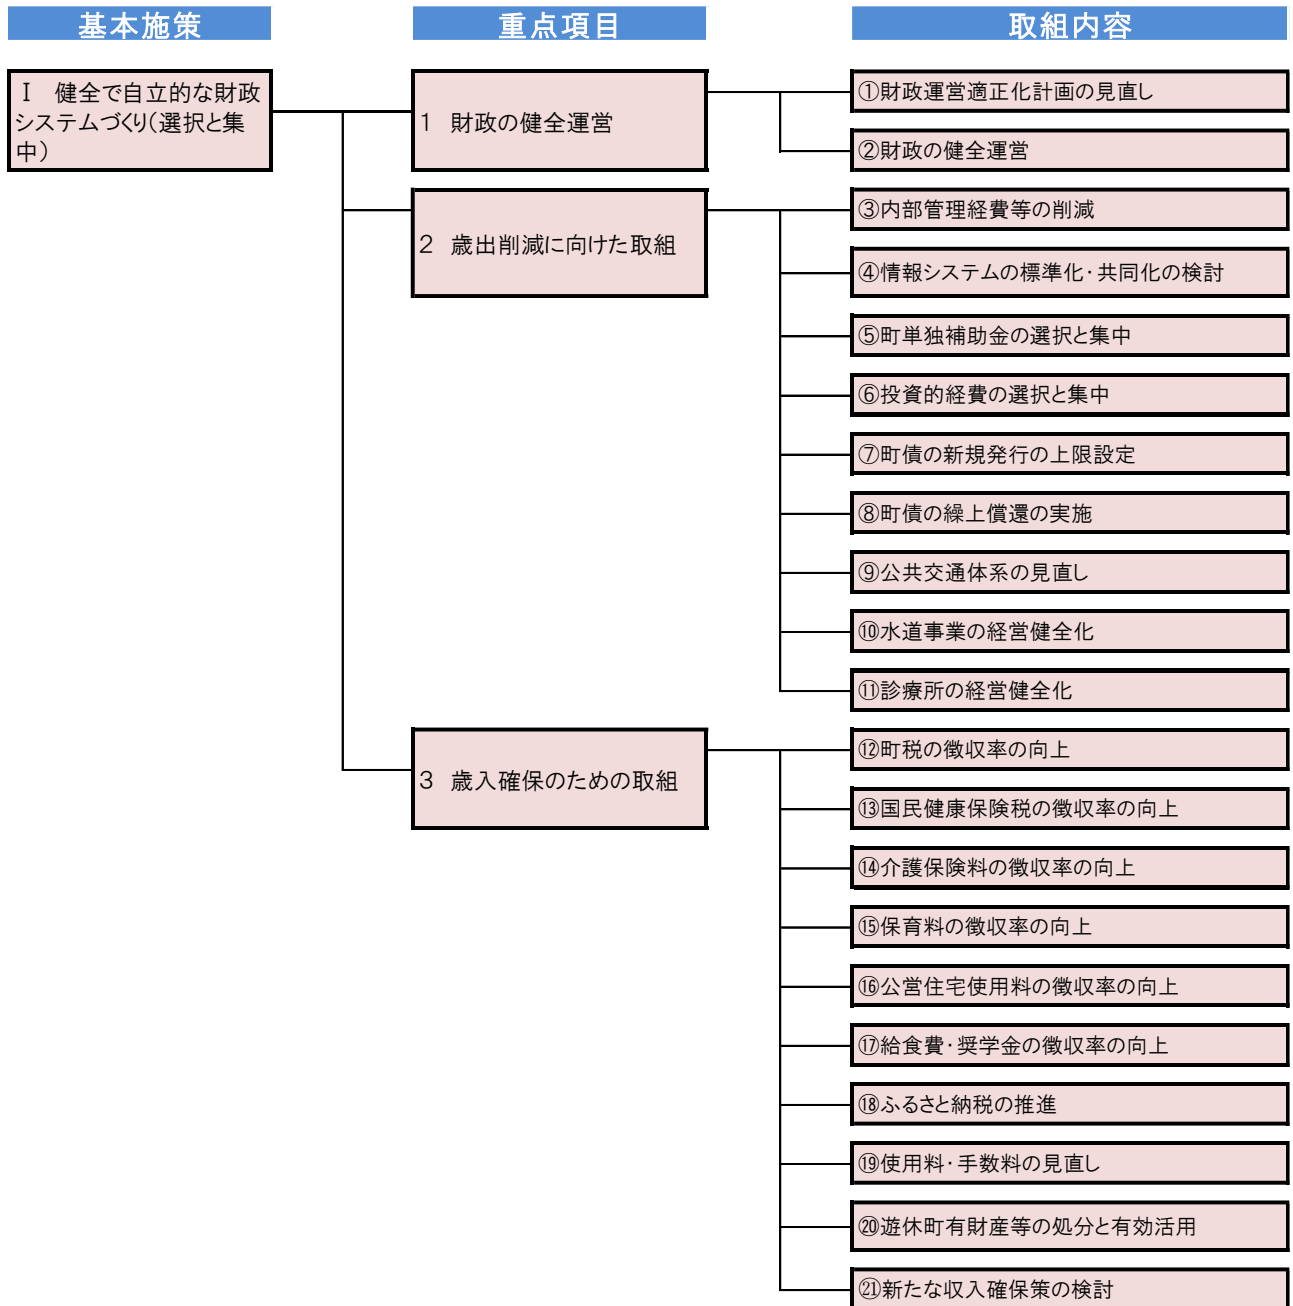 基本施策
重点項目
取組内容
Ⅰ　健全で自立的な財政
システムづくり（選択と集
中）
1　財政の健全運営
①財政運営適正化計画の見直し
②財政の健全運営
2　歳出削減に向けた取組
③内部管理経費等の削減
④情報システムの標準化・共同化の検討
⑤町単独補助金の選択と集中
⑥投資的経費の選択と集中
⑦町債の新規発行の上限設定
⑧町債の繰上償還の実施
⑨公共交通体系の見直し
⑩水道事業の経営健全化
⑪診療所の経営健全化
3　歳入確保のための取組
⑫町税の徴収率の向上
⑬国民健康保険税の徴収率の向上
⑭介護保険料の徴収率の向上
⑮保育料の徴収率の向上
⑯公営住宅使用料の徴収率の向上
⑰給食費・奨学金の徴収率の向上
⑱ふるさと納税の推進
⑲使用料・手数料の見直し
⑳遊休町有財産等の処分と有効活用
㉑新たな収入確保策の検討